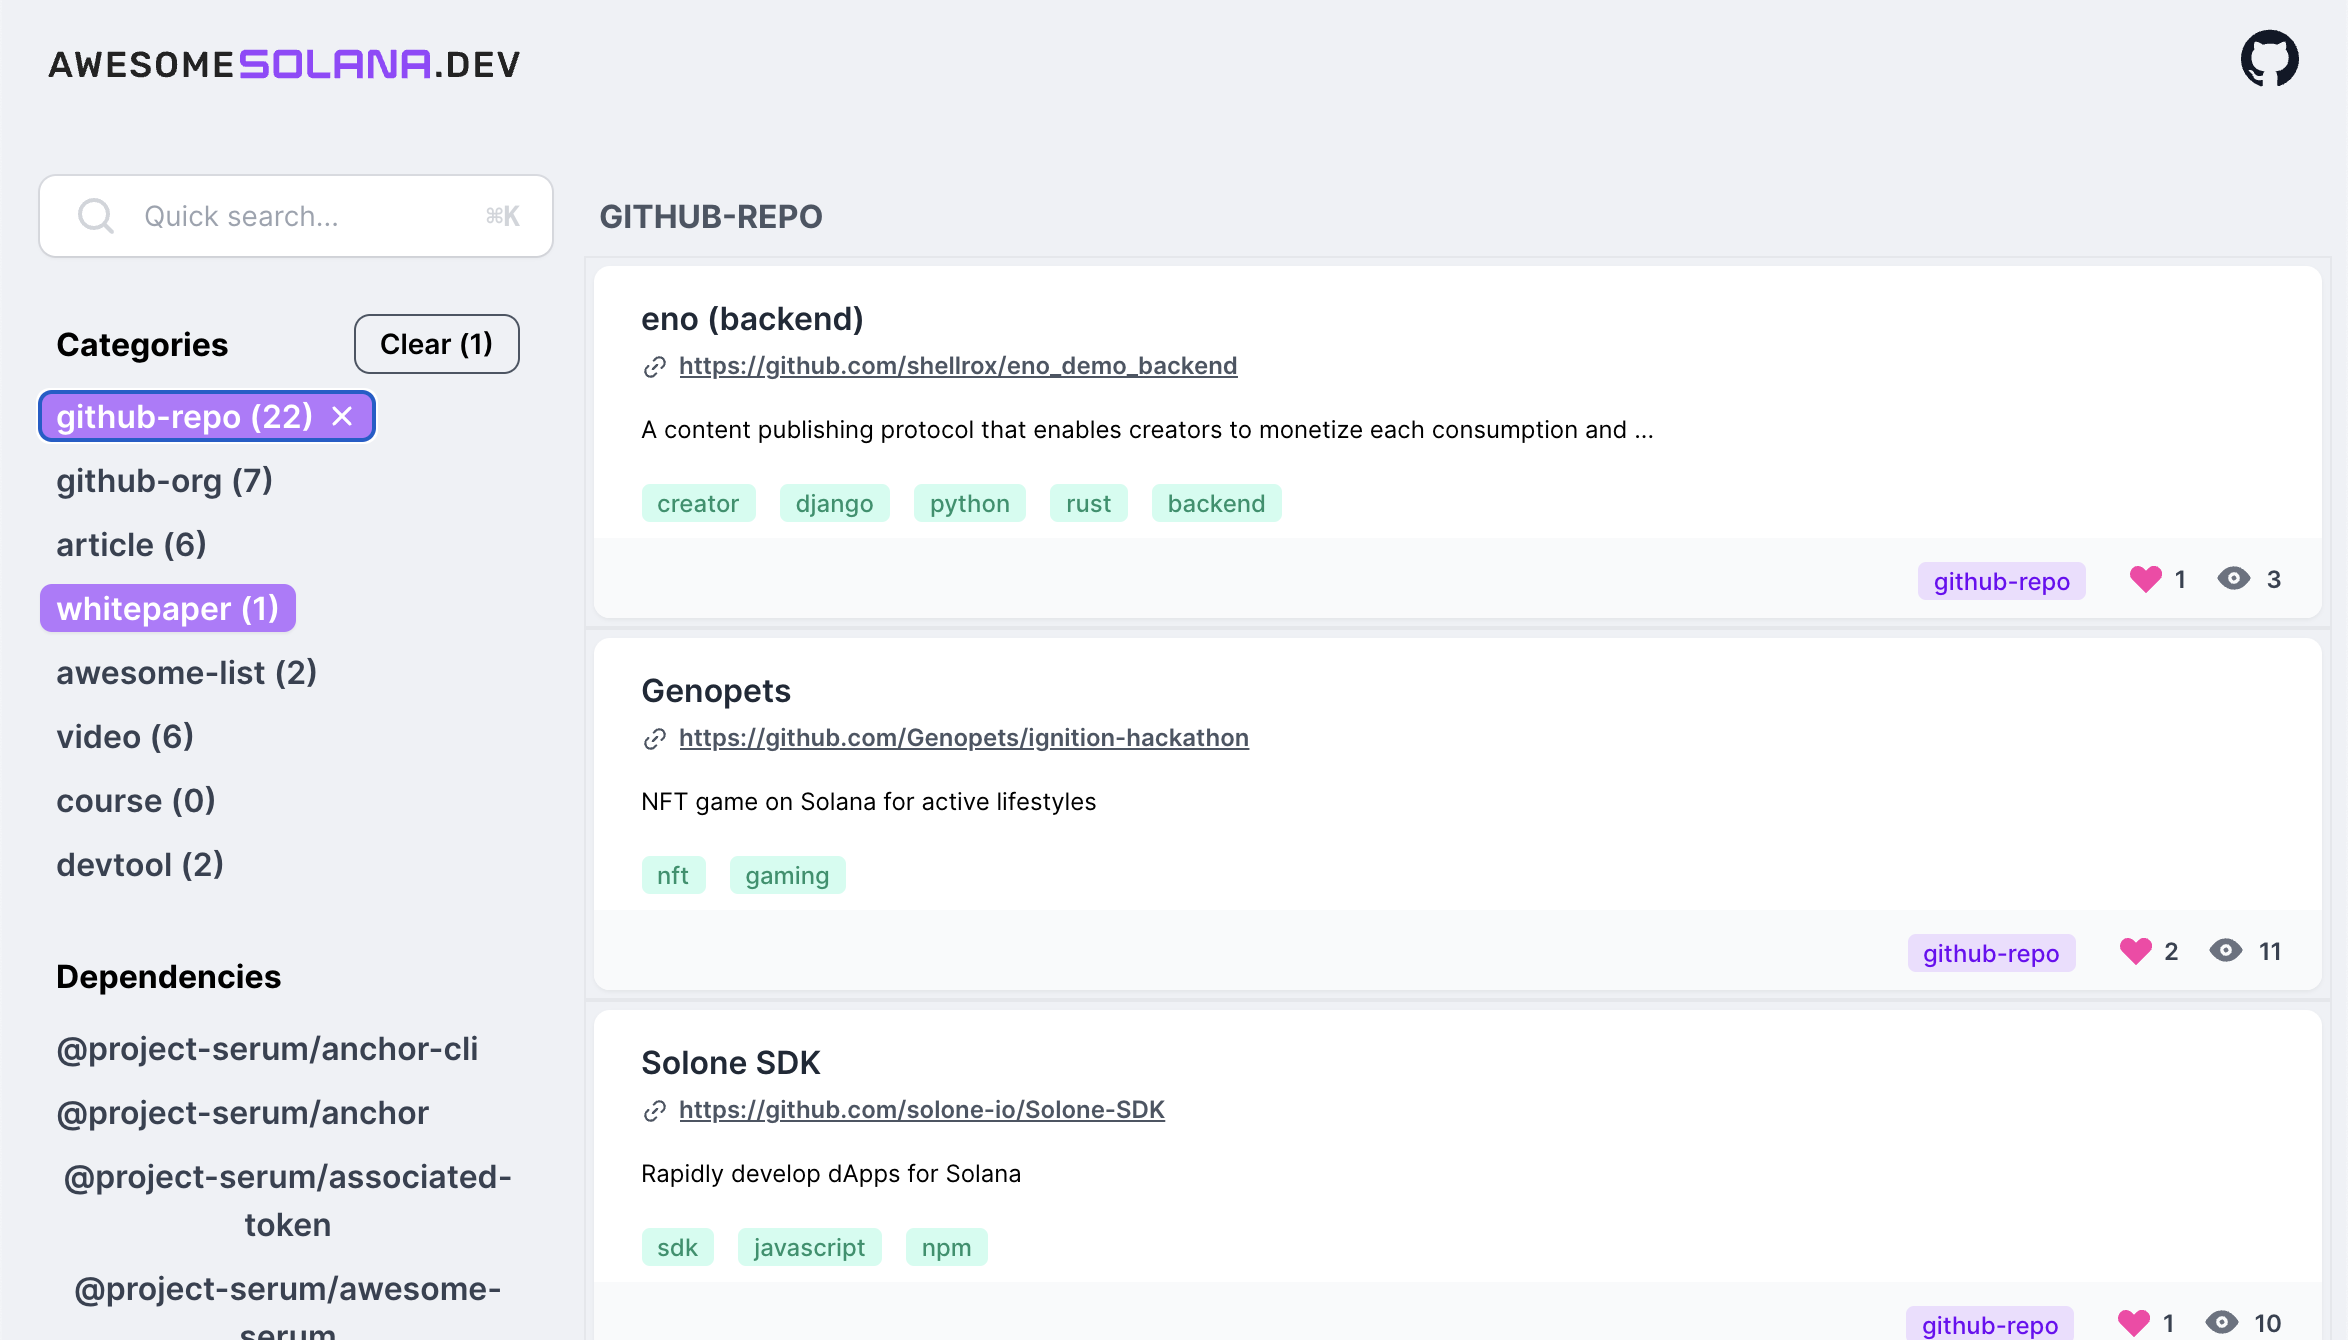 AWESOMESOLANA.DEV
Quick search... ⌘K
Categories
Clear (1)
github-repo (22) ×
github-org (7)
article (6)
whitepaper (1)
awesome-list (2)
video (6)
course (0)
devtool (2)
Dependencies
@project-serum/anchor-cli
@project-serum/anchor
@project-serum/associated-
token
@project-serum/awesome-
serum
GITHUB-REPO
eno (backend)
https://github.com/shellrox/eno_demo_backend
A content publishing protocol that enables creators to monetize each consumption and ...
creator django python rust backend
github-repo 1 3
Genopets
https://github.com/Genopets/ignition-hackathon
NFT game on Solana for active lifestyles
nft gaming
github-repo 2 11
Solone SDK
https://github.com/solone-io/Solone-SDK
Rapidly develop dApps for Solana
sdk javascript npm
github-repo 1 10